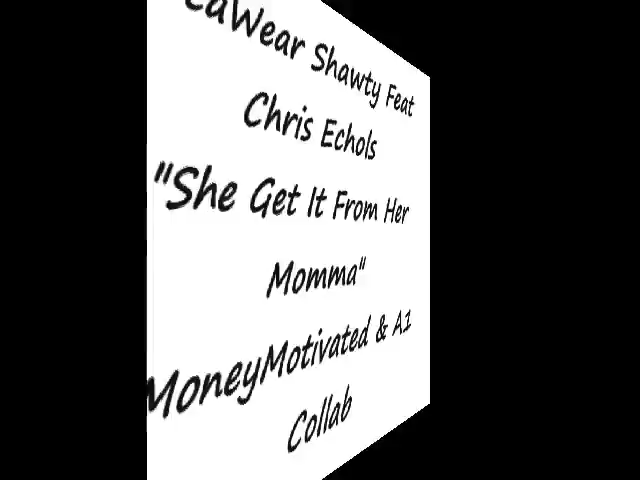 Shawty Feat
Chris Echols
"She Get It From Her
Momma"
MoneyMotivated & A1
Collab